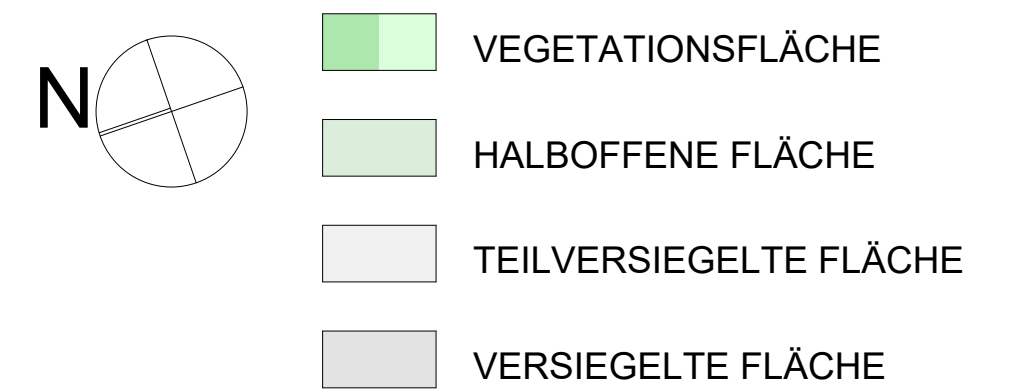 N
VEGETATIONSFLÄCHE
HALBOFFENE FLÄCHE
TEILVERSIEGELTE FLÄCHE
VERSIEGELTE FLÄCHE